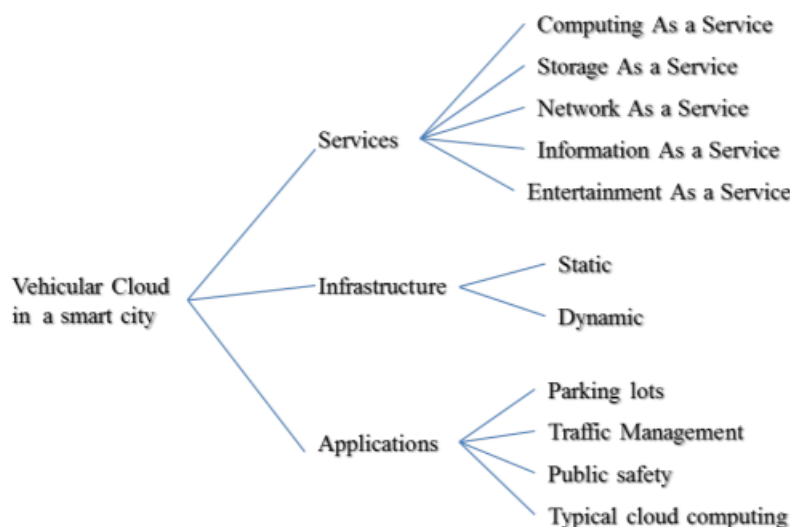 Computing As a Service
Storage As a Service
Services
Network As a Service
Information As a Service
Entertainment As a Service
Vehicular Cloud
in a smart city
Infrastructure
Static
Dynamic
Applications
Parking lots
Traffic Management
Public safety
Typical cloud computing